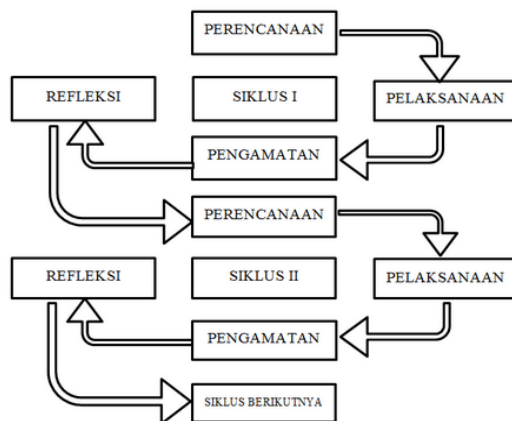 PERENCANAAN
REFLEKSI
SIKLUS I
PELAKSANAAN
PENGAMATAN
PERENCANAAN
REFLEKSI
SIKLUS II
PELAKSANAAN
PENGAMATAN
SIKLUS BERIKUTNYA